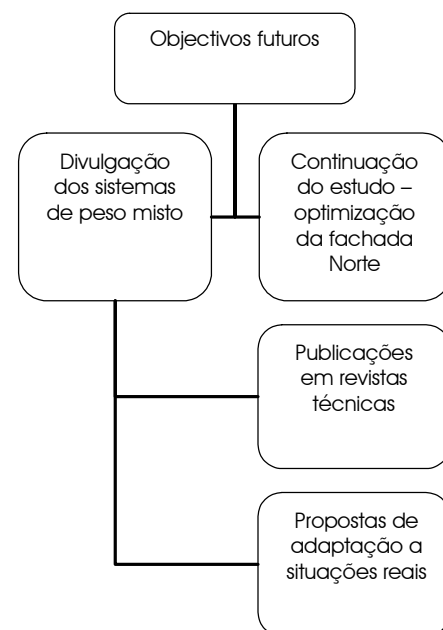 Objectivos futuros
Divulgação
dos sistemas
de peso misto
Continuação
do estudo –
optimização
da fachada
Norte
Publicações
em revistas
técnicas
Propostas de
adaptação a
situações reais